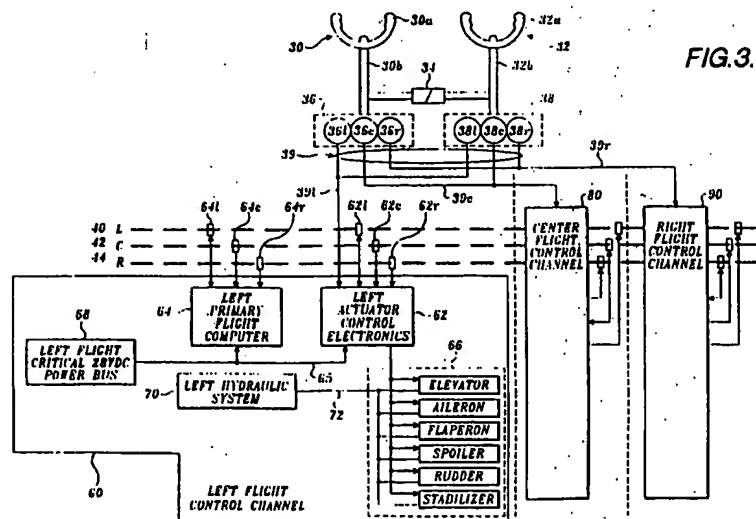 30a
32a
30
32
30b
32b
FIG.3.
34
36
38
36l 36c 36r
38l 38c 38r
39
39r
39l
39c
80
90
64l 64c 64r
62l 62c 62r
40 L
42 C
44 R
CENTER
FLIGHT
CONTROL
CHANNEL
RIGHT
FLIGHT
CONTROL
CHANNEL
64
LEFT
PRIMARY
FLIGHT
COMPUTER
LEFT
ACTUATOR
CONTROL
ELECTRONICS
62
68
LEFT FLIGHT
CRITICAL 28VDC
POWER BUS
65
66
70
LEFT HYDRAULIC
SYSTEM
72
ELEVATOR
AILERON
FLAPERON
SPOILER
RUDDER
STABILIZER
60
LEFT FLIGHT
CONTROL CHANNEL